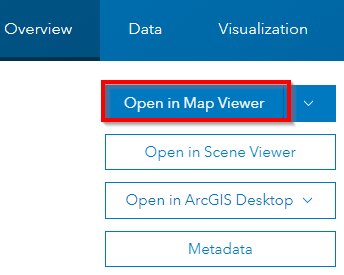 Overview Data Visualization
Open in Map Viewer
Open in Scene Viewer
Open in ArcGIS Desktop
Metadata